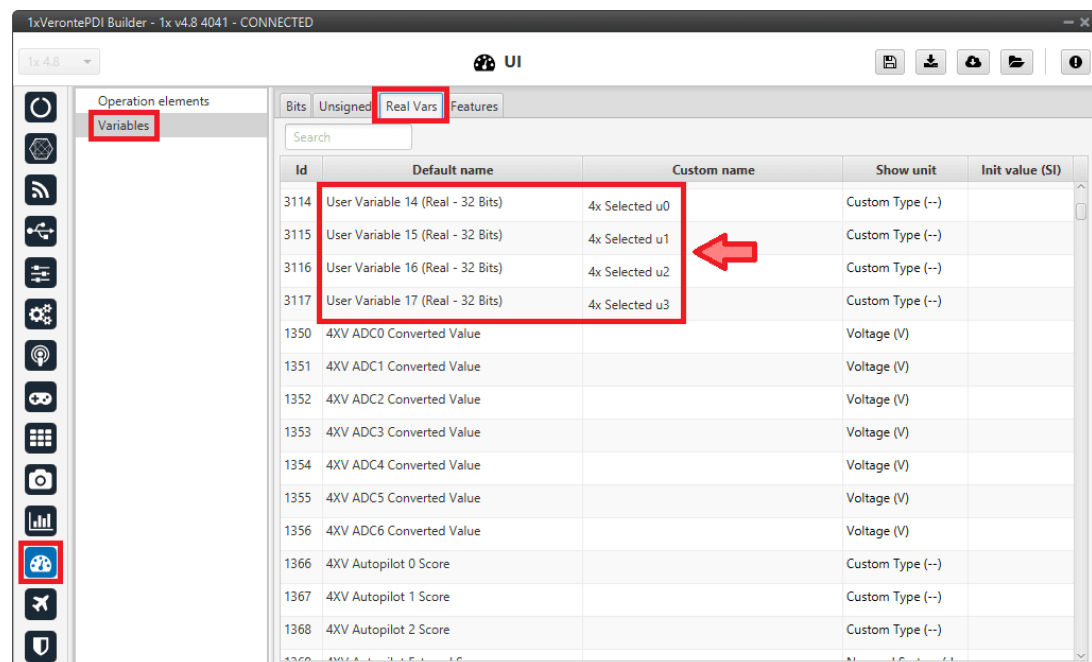 1xVerontePDI Builder - 1x v4.8 4041 - CONNECTED
1x 4.8
UI
Operation elements
Variables
Bits Unsigned Real Vars Features
Search
Id Default name Custom name Show unit Init value (SI)
3114 User Variable 14 (Real - 32 Bits) 4x Selected u0 Custom Type (--)
3115 User Variable 15 (Real - 32 Bits) 4x Selected u1 Custom Type (--)
3116 User Variable 16 (Real - 32 Bits) 4x Selected u2 Custom Type (--)
3117 User Variable 17 (Real - 32 Bits) 4x Selected u3 Custom Type (--)
1350 4XV ADC0 Converted Value Voltage (V)
1351 4XV ADC1 Converted Value Voltage (V)
1352 4XV ADC2 Converted Value Voltage (V)
1353 4XV ADC3 Converted Value Voltage (V)
1354 4XV ADC4 Converted Value Voltage (V)
1355 4XV ADC5 Converted Value Voltage (V)
1356 4XV ADC6 Converted Value Voltage (V)
1366 4XV Autopilot 0 Score Custom Type (--)
1367 4XV Autopilot 1 Score Custom Type (--)
1368 4XV Autopilot 2 Score Custom Type (--)